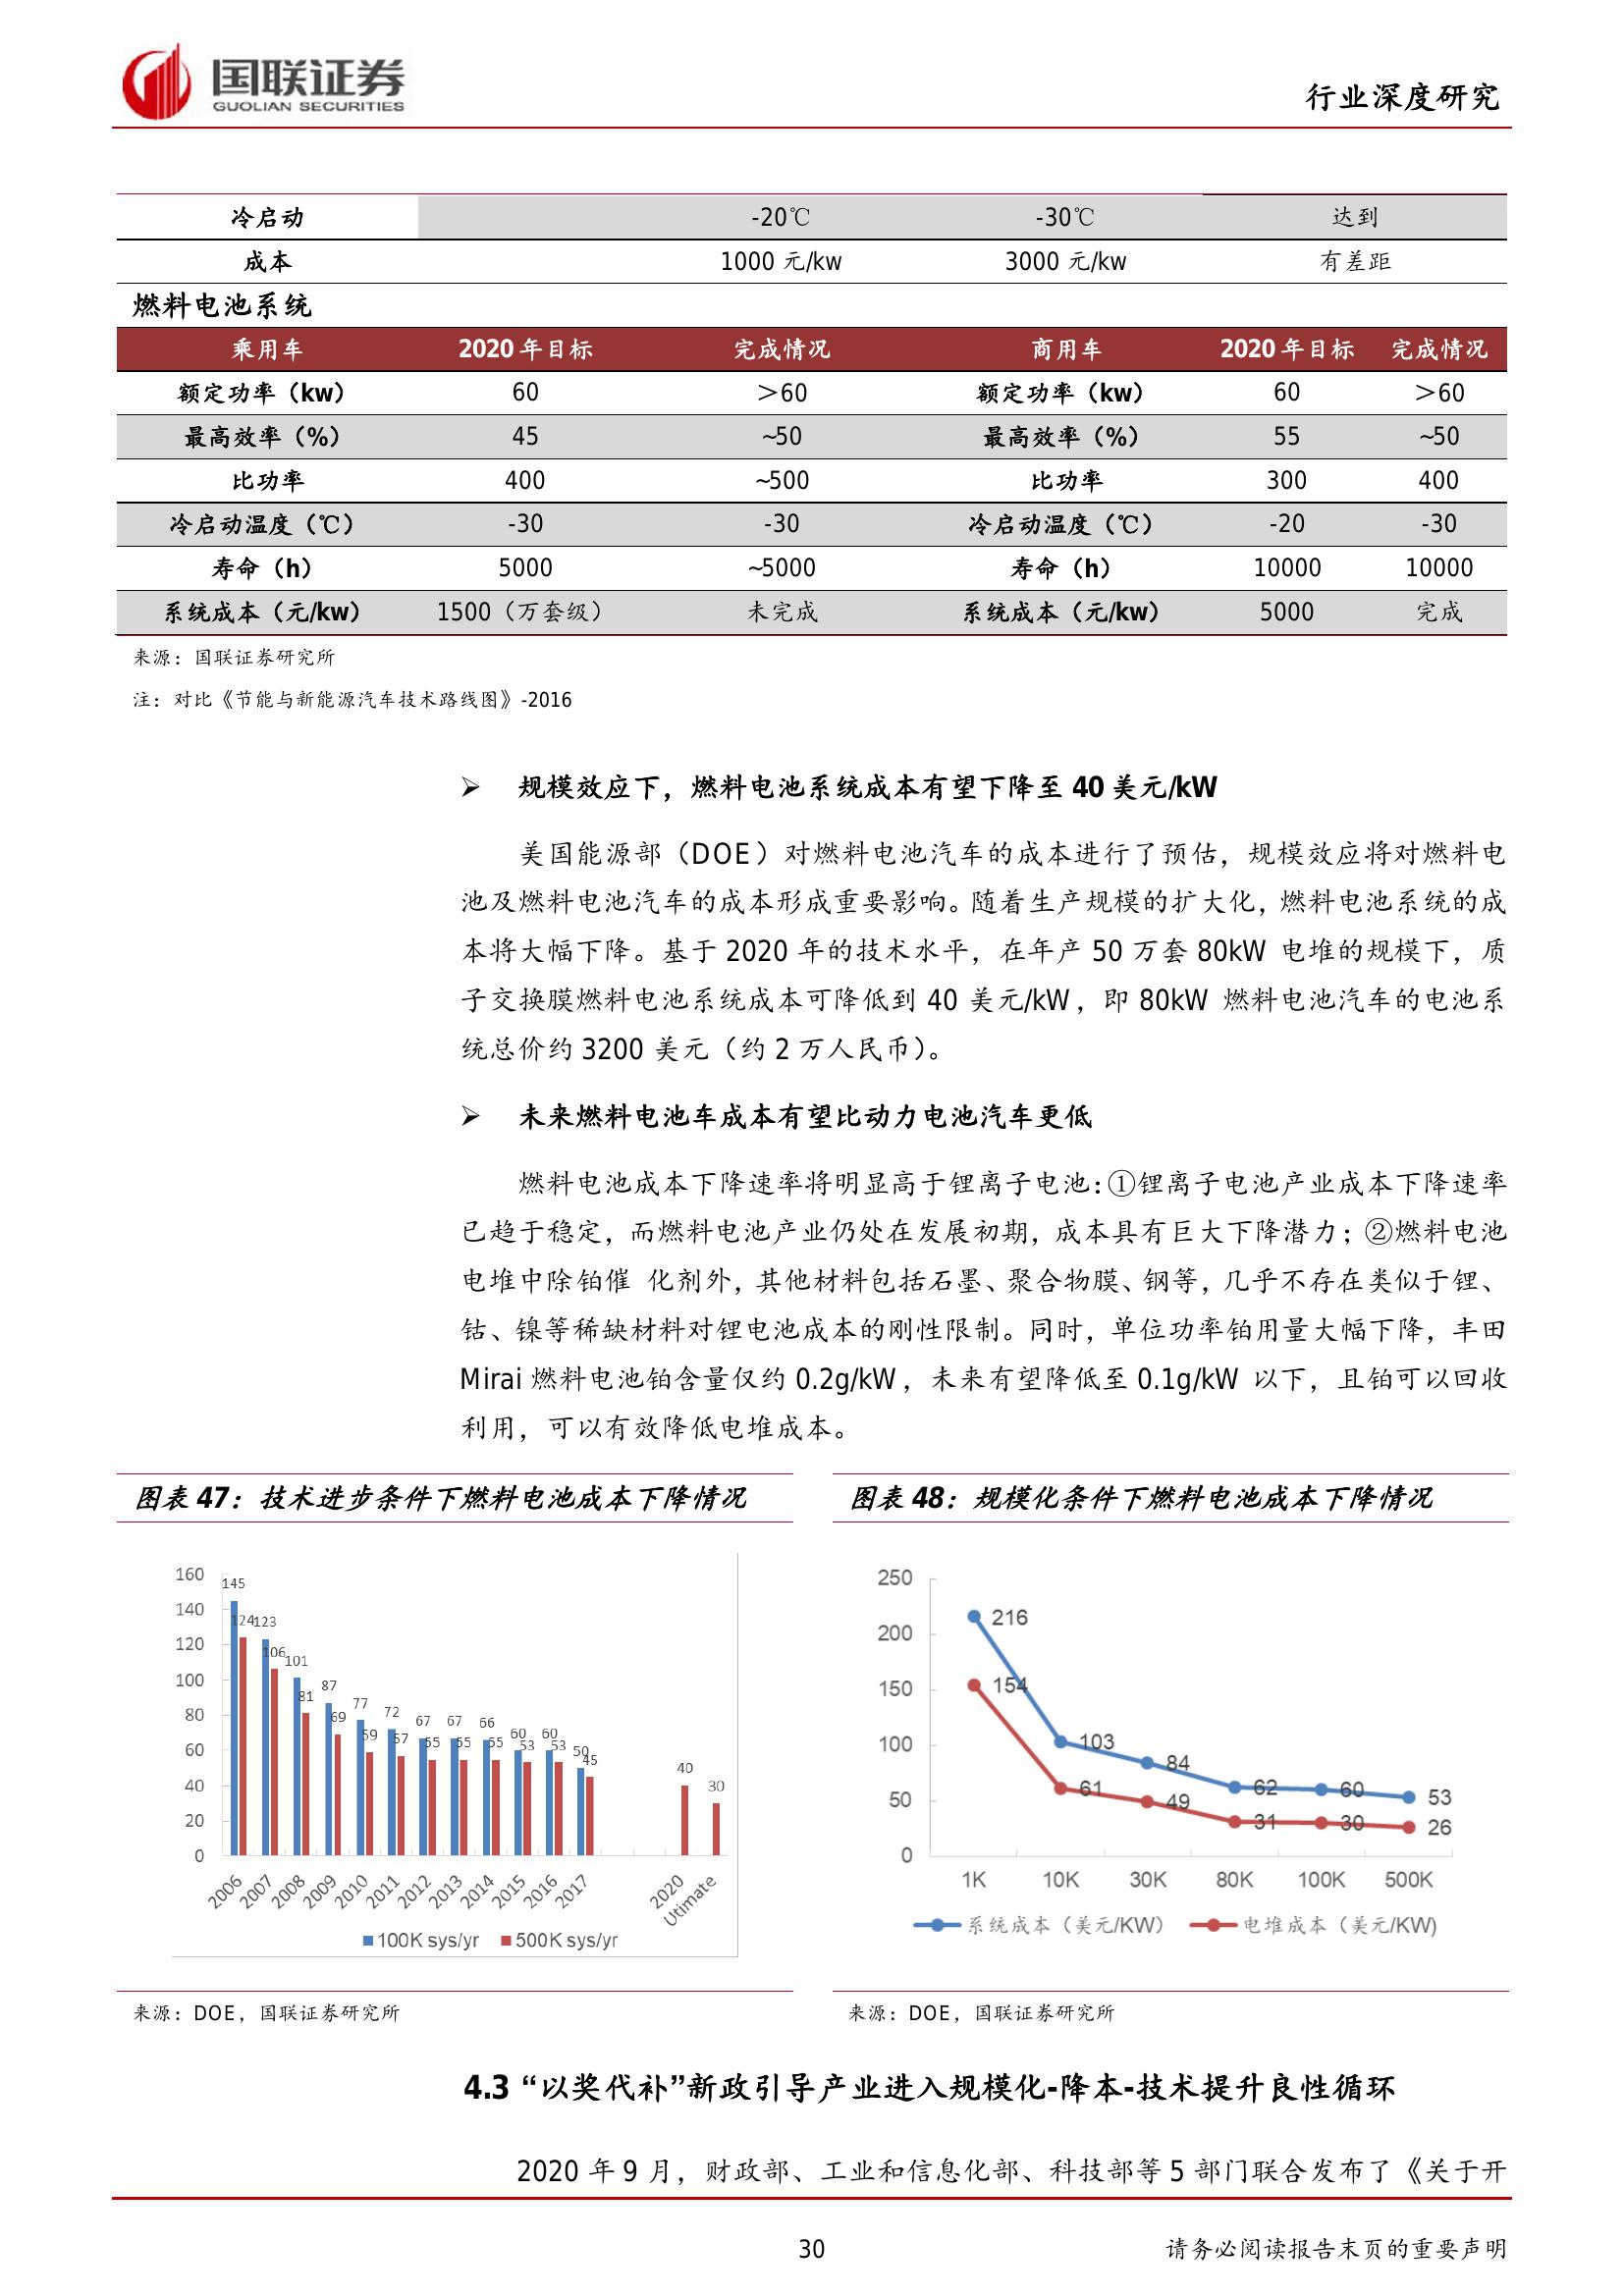 国联证券
GUOLIAN SECURITIES
行业深度研究
冷启动 -20℃ -30℃ 达到
成本 1000 元/kw 3000 元/kw 有差距
燃料电池系统
乘用车 2020 年目标 完成情况 商用车 2020 年目标 完成情况
额定功率（kw） 60 ＞60 额定功率（kw） 60 ＞60
最高效率（%） 45 ~50 最高效率（%） 55 ~50
比功率 400 ~500 比功率 300 400
冷启动温度（℃） -30 -30 冷启动温度（℃） -20 -30
寿命（h） 5000 ~5000 寿命（h） 10000 10000
系统成本（元/kw） 1500（万套级） 未完成 系统成本（元/kw） 5000 完成
来源：国联证券研究所
注：对比《节能与新能源汽车技术路线图》-2016
➢ 规模效应下，燃料电池系统成本有望下降至 40 美元/kW
美国能源部（DOE）对燃料电池汽车的成本进行了预估，规模效应将对燃料电
池及燃料电池汽车的成本形成重要影响。随着生产规模的扩大化，燃料电池系统的成
本将大幅下降。基于 2020 年的技术水平，在年产 50 万套 80kW 电堆的规模下，质
子交换膜燃料电池系统成本可降低到 40 美元/kW，即 80kW 燃料电池汽车的电池系
统总价约 3200 美元（约 2 万人民币）。
➢ 未来燃料电池车成本有望比动力电池汽车更低
燃料电池成本下降速率将明显高于锂离子电池：①锂离子电池产业成本下降速率
已趋于稳定，而燃料电池产业仍处在发展初期，成本具有巨大下降潜力；②燃料电池
电堆中除铂催 化剂外，其他材料包括石墨、聚合物膜、钢等，几乎不存在类似于锂、
钴、镍等稀缺材料对锂电池成本的刚性限制。同时，单位功率铂用量大幅下降，丰田
Mirai 燃料电池铂含量仅约 0.2g/kW，未来有望降低至 0.1g/kW 以下，且铂可以回收
利用，可以有效降低电堆成本。
图表 47：技术进步条件下燃料电池成本下降情况
160
140
120
100
80
60
40
20
0
145 124 123 106 101 81 87 69 77 59 72 57 67 55 67 55 66 55 60 53 60 53 50 45 40 30
2006 2007 2008 2009 2010 2011 2012 2013 2014 2015 2016 2017 2020 Utimate
100K sys/yr 500K sys/yr
来源：DOE，国联证券研究所
图表 48：规模化条件下燃料电池成本下降情况
250
200
150
100
50
0
216 103 84 62 60 53
154 61 49 31 30 26
1K 10K 30K 80K 100K 500K
系统成本（美元/KW） 电堆成本（美元/KW)
来源：DOE，国联证券研究所
4.3 “以奖代补”新政引导产业进入规模化-降本-技术提升良性循环
2020 年 9 月，财政部、工业和信息化部、科技部等 5 部门联合发布了《关于开
30
请务必阅读报告末页的重要声明